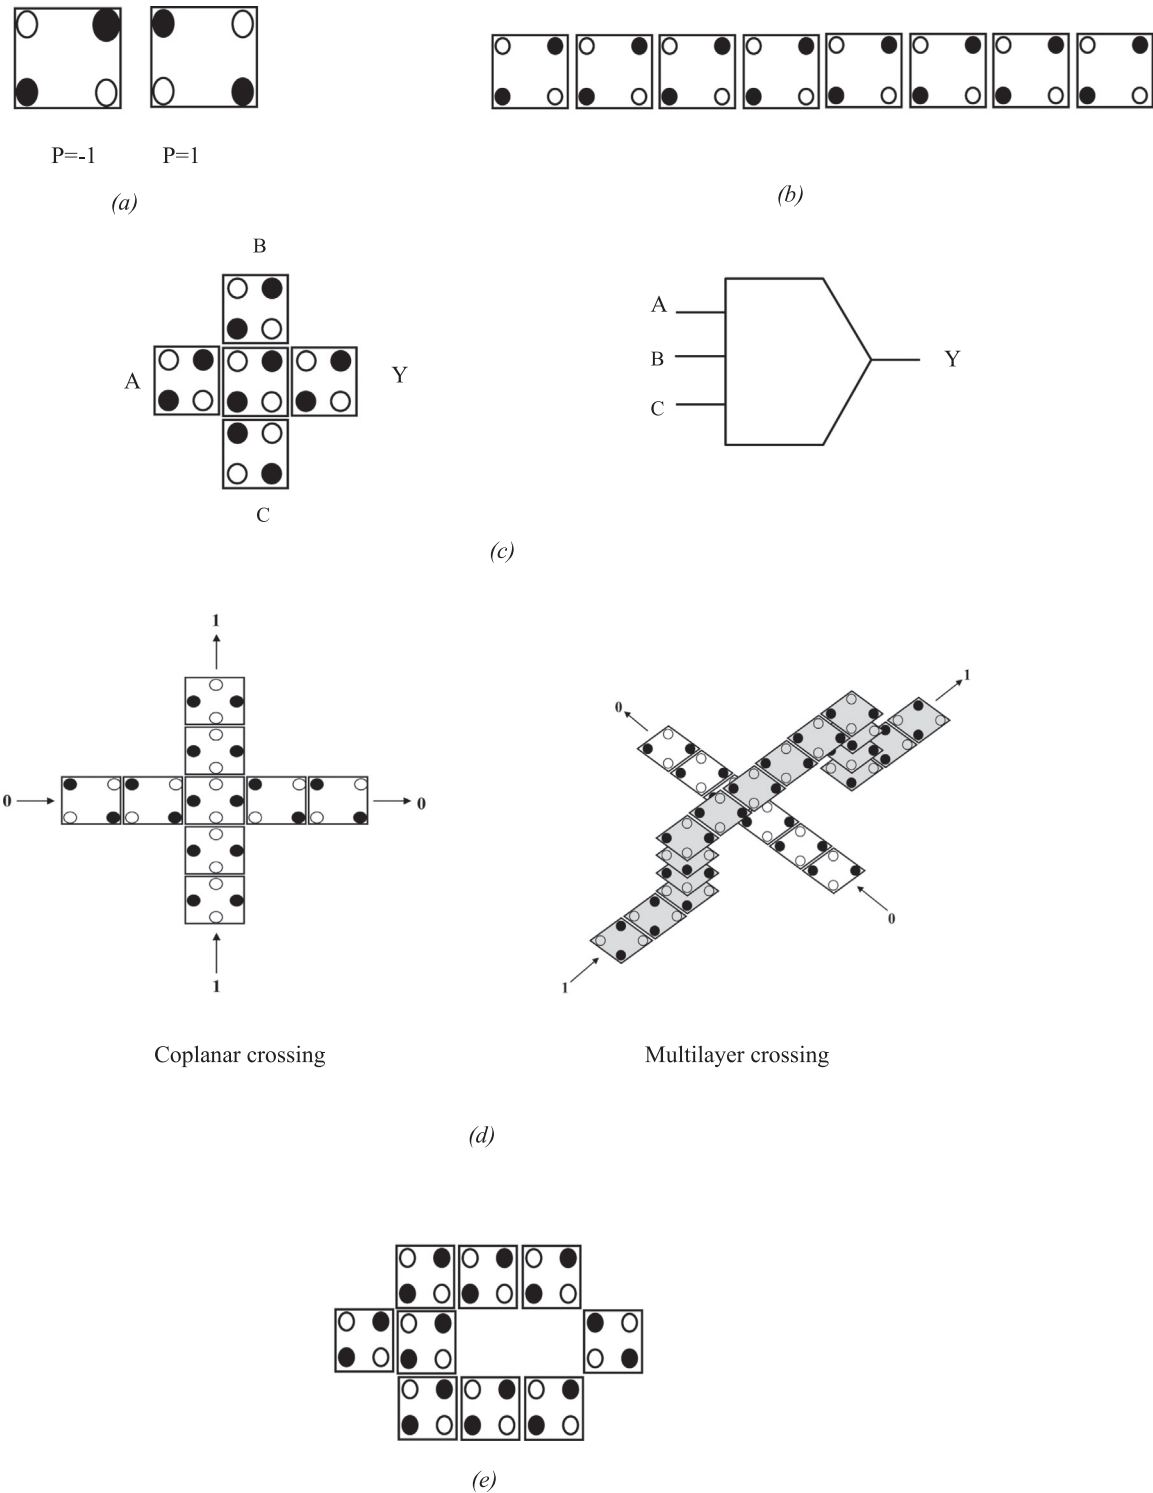 P=-1 P=1
(a)
(b)
B
A
Y
C
A
B
C
Y
(c)
1
0
0
1
0
1
0
1
Coplanar crossing
Multilayer crossing
(d)
(e)